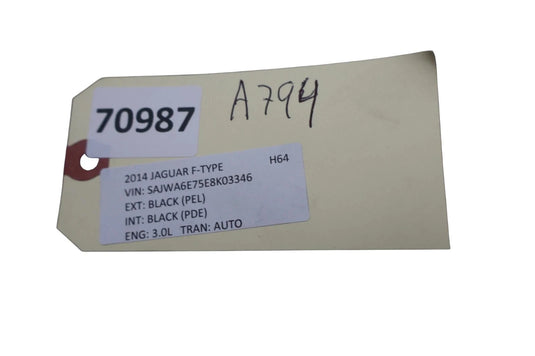 A794
70987
2014 JAGUAR F-TYPE H64
VIN: SAJWA6E75E8K03346
EXT: BLACK (PEL)
INT: BLACK (PDE)
ENG: 3.0L TRAN: AUTO